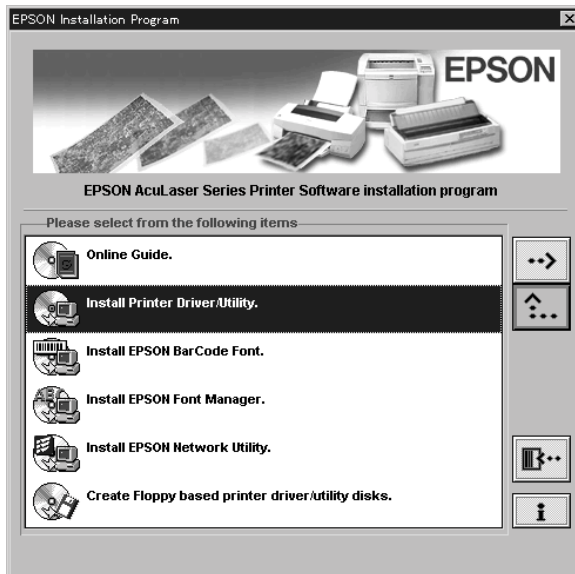 EPSON Installation Program
EPSON
EPSON AcuLaser Series Printer Software installation program
Please select from the following items
Online Guide.
Install Printer Driver/Utility.
Install EPSON BarCode Font.
Install EPSON Font Manager.
Install EPSON Network Utility.
Create Floppy based printer driver/utility disks.